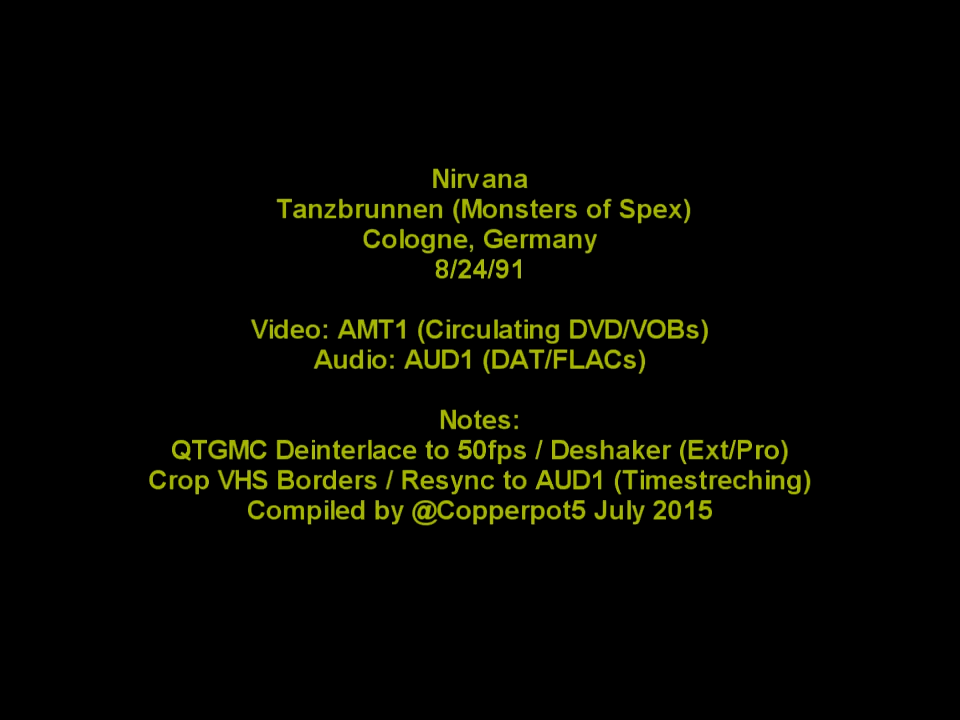 Nirvana
Tanzbrunnen (Monsters of Spex)
Cologne, Germany
8/24/91
Video: AMT1 (Circulating DVD/VOBs)
Audio: AUD1 (DAT/FLACs)
Notes:
QTGMC Deinterlace to 50fps / Deshaker (Ext/Pro)
Crop VHS Borders / Resync to AUD1 (Timestreching)
Compiled by @Copperpot5 July 2015